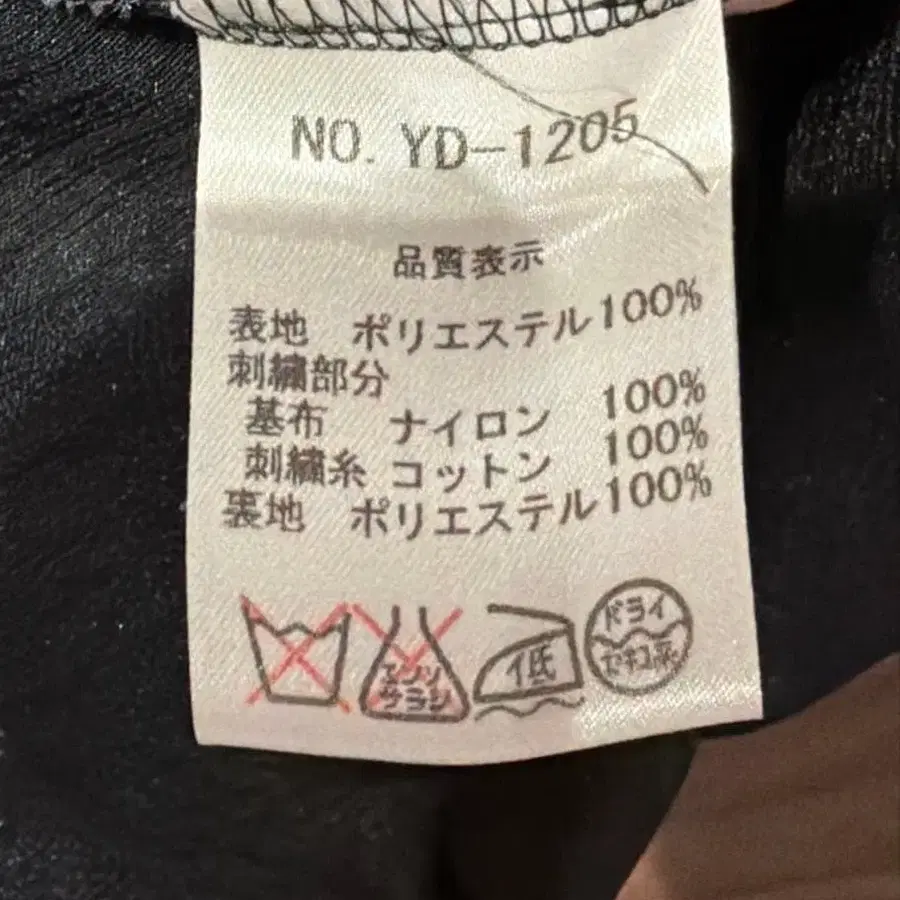 NO. YD-1205
品質表示
表地 ポリエステル100%
刺繍部分
基布 ナイロン 100%
刺繍糸 コットン 100%
裏地 ポリエステル100%
エンソ
サラシ
低
ドライ
セキユ系